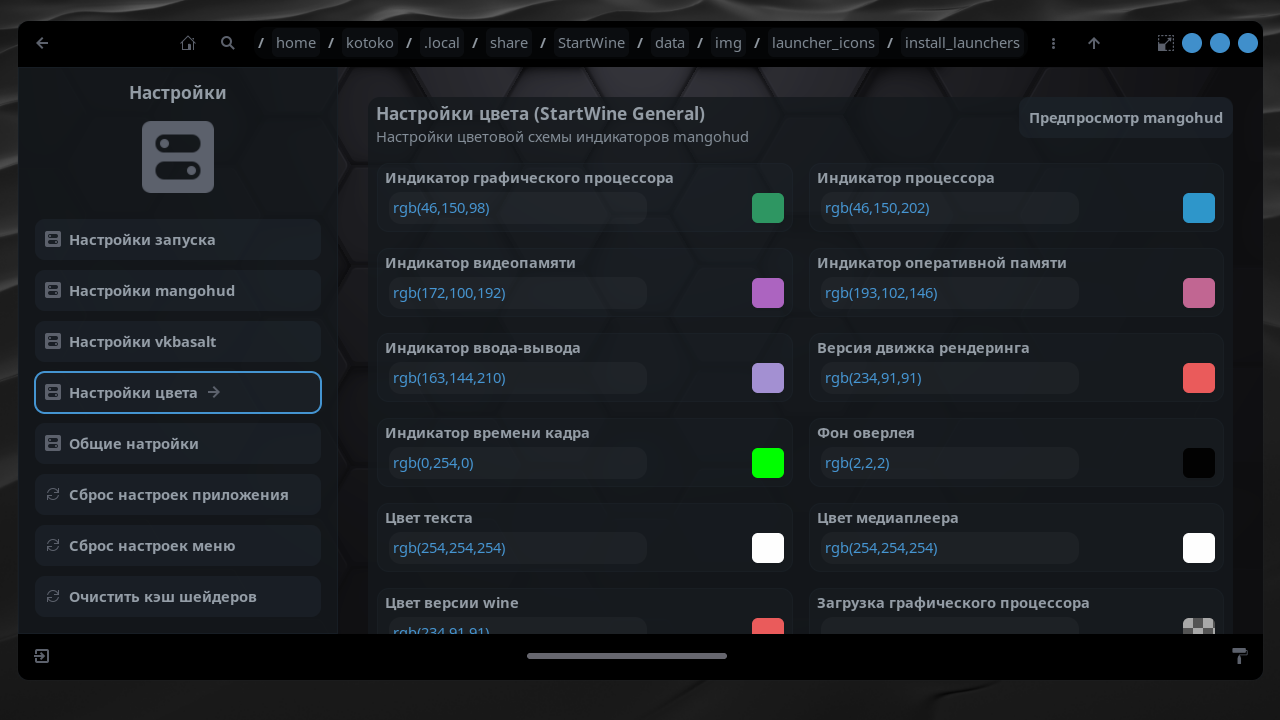 / home / kotoko / .local / share / StartWine / data / img / launcher_icons / install_launchers
Настройки
Настройки запуска
Настройки mangohud
Настройки vkbasalt
Настройки цвета
Общие натройки
Сброс настроек приложения
Сброс настроек меню
Очистить кэш шейдеров
Настройки цвета (StartWine General)
Настройки цветовой схемы индикаторов mangohud
Предпросмотр mangohud
Индикатор графического процессора
rgb(46,150,98)
Индикатор процессора
rgb(46,150,202)
Индикатор видеопамяти
rgb(172,100,192)
Индикатор оперативной памяти
rgb(193,102,146)
Индикатор ввода-вывода
rgb(163,144,210)
Версия движка рендеринга
rgb(234,91,91)
Индикатор времени кадра
rgb(0,254,0)
Фон оверлея
rgb(2,2,2)
Цвет текста
rgb(254,254,254)
Цвет медиаплеера
rgb(254,254,254)
Цвет версии wine
rgb(234,91,91)
Загрузка графического процессора